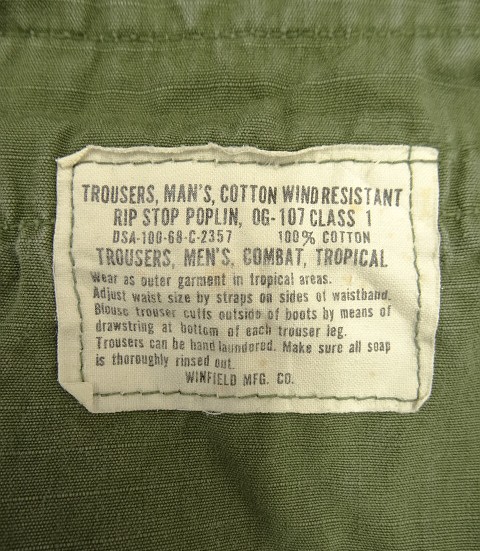 TROUSERS, MAN'S, COTTON WIND RESISTANT
RIP STOP POPLIN, OG-107 CLASS 1
DSA-100-68-C-2357 100% COTTON
TROUSERS, MEN'S, COMBAT, TROPICAL
Wear as outer garment in tropical areas.
Adjust waist size by straps on sides of waistband.
Blouse trouser cuffs outside of boots by means of
drawstring at bottom of each trouser leg.
Trousers can be hand laundered. Make sure all soap
is thoroughly rinsed out.
WINFIELD MFG. CO.